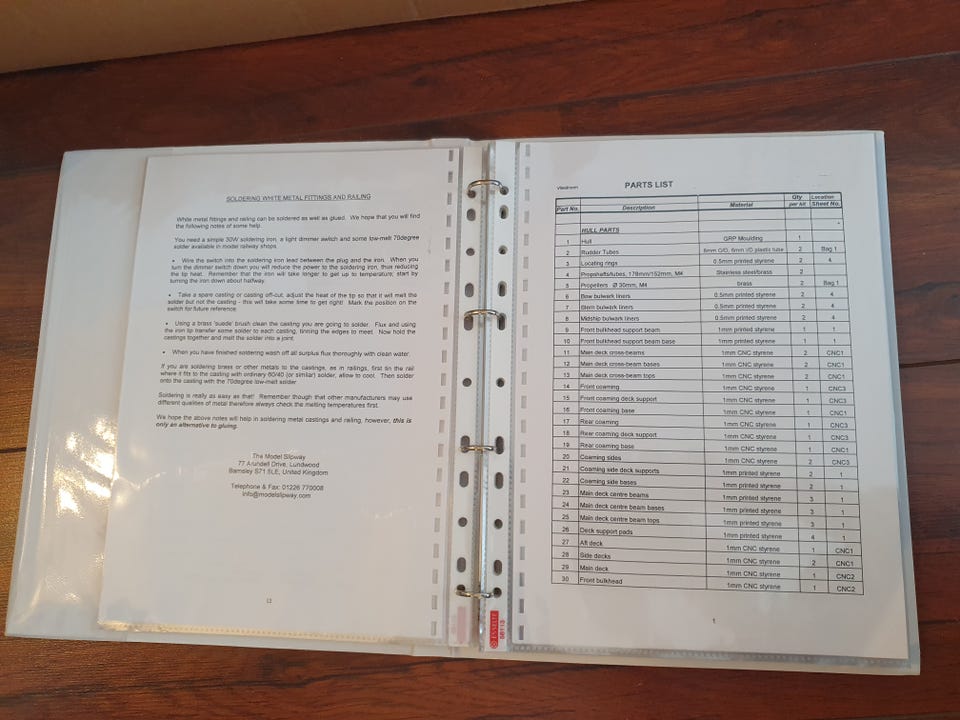 SOLDERING WHITE METAL FITTINGS AND RAILING
White metal fittings and railing can be soldered as well as glued. We hope that you will find
the following notes of some help.
You need a simple 30W soldering iron, a light dimmer switch and some low-melt 70degree
solder available in model railway shops.
• Wire the switch into the soldering iron lead between the plug and the iron. When you
turn the dimmer switch down you will reduce the power to the soldering iron, thus reducing
the tip heat. Remember that the iron will take longer to get up to temperature; start by
turning the iron down about halfway.
• Take a spare casting or casting off-cut, adjust the heat of the tip so that it will melt the
solder but not the casting - this will take some time to get right! Mark the position on the
switch for future reference.
• Using a brass 'suede' brush clean the casting you are going to solder. Flux and using
the iron tip transfer some solder to each casting, tinning the edges to meet. Now hold the
castings together and melt the solder into a joint.
• When you have finished soldering wash off all surplus flux thoroughly with clean water.
If you are soldering brass or other metals to the castings, as in railings, first tin the rail
where it fits to the casting with ordinary 60/40 (or similar) solder, allow to cool. Then solder
onto the casting with the 70degree low-melt solder.
Soldering is really as easy as that! Remember though that other manufacturers may use
different qualities of metal therefore always check the melting temperatures first.
We hope the above notes will help in soldering metal castings and railing, however, this is
only an alternative to gluing.
The Model Slipway
77 Arundell Drive, Lundwood
Barnsley S71 5LE, United Kingdom
Telephone & Fax: 01226 770008
info@modelslipway.com
ESSELTE
56113
PARTS LIST
Part No. Description Material Qty per kit Location Sheet No.
HULL PARTS
1 Hull GRP Moulding 1
2 Rudder Tubes 8mm O/D, 6mm I/D plastic tube 2 Bag 1
3 Locating rings 0.5mm printed styrene 2 4
4 Propshafts/tubes, 178mm/152mm, M4 Stainless steel/brass 2
5 Propellers Ø 30mm, M4 brass 2 Bag 1
6 Bow bulwark liners 0.5mm printed styrene 2 4
7 Stern bulwark liners 0.5mm printed styrene 2 4
8 Midship bulwark liners 0.5mm printed styrene 2 4
9 Front bulkhead support beam 1mm printed styrene 1 1
10 Front bulkhead support beam base 1mm printed styrene 1 1
11 Main deck cross-beams 1mm CNC styrene 2 CNC1
12 Main deck cross-beam bases 1mm CNC styrene 2 CNC1
13 Main deck cross-beam tops 1mm CNC styrene 2 CNC1
14 Front coaming 1mm CNC styrene 1 CNC3
15 Front coaming deck support 1mm CNC styrene 1 CNC3
16 Front coaming base 1mm CNC styrene 1 CNC1
17 Rear coaming 1mm CNC styrene 1 CNC3
18 Rear coaming deck support 1mm CNC styrene 1 CNC3
19 Rear coaming base 1mm CNC styrene 1 CNC1
20 Coaming sides 1mm CNC styrene 2 CNC3
21 Coaming side deck supports 1mm printed styrene 2 1
22 Coaming side bases 1mm printed styrene 2 1
23 Main deck centre beams 1mm printed styrene 3 1
24 Main deck centre beam bases 1mm printed styrene 3 1
25 Main deck centre beam tops 1mm printed styrene 3 1
26 Deck support pads 1mm printed styrene 4 1
27 Aft deck 1mm CNC styrene 1 CNC1
28 Side decks 1mm CNC styrene 2 CNC1
29 Main deck 1mm CNC styrene 1 CNC2
30 Front bulkhead 1mm CNC styrene 1 CNC2
1